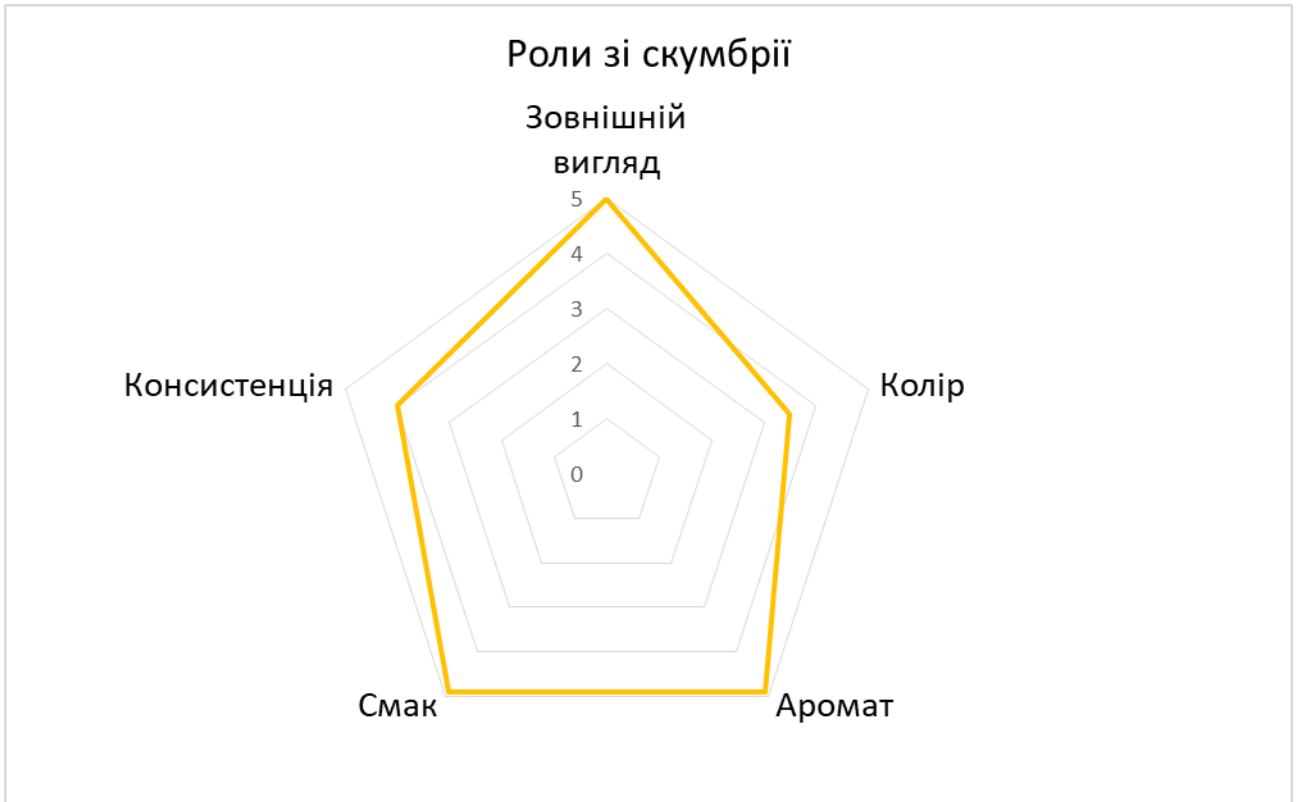 Роли зі скумбрії
Зовнішній
вигляд
5
4
3
2
1
0
Консистенція
Колір
Смак
Аромат